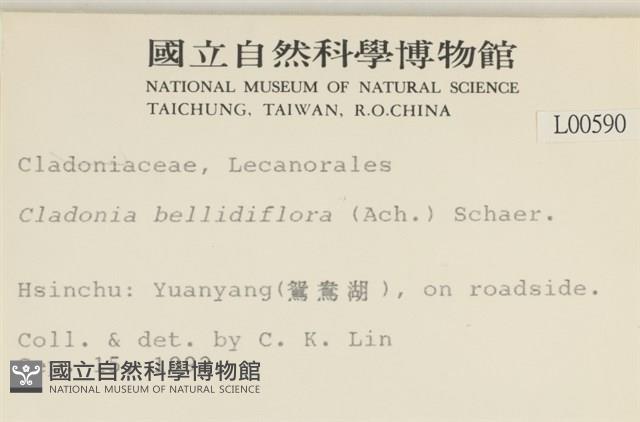 國立自然科學博物館
NATIONAL MUSEUM OF NATURAL SCIENCE
TAICHUNG, TAIWAN, R.O.CHINA
L00590
Cladoniaceae, Lecanorales
Cladonia bellidiflora (Ach.) Schaer.
Hsinchu: Yuanyang(鴛鴦湖), on roadside.
Coll. & det. by C. K. Lin
國立自然科學博物館
NATIONAL MUSEUM OF NATURAL SCIENCE